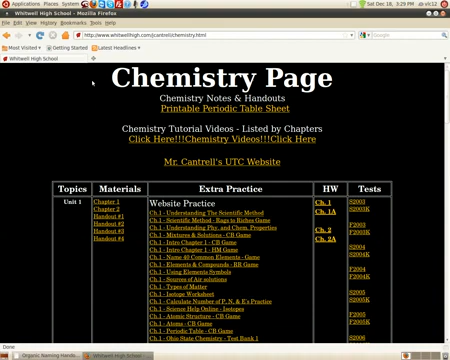 Applications Places System
Sat Dec 18, 3:29 PM
Whitwell High School - Mozilla Firefox
File Edit View History Bookmarks Tools Help
http://www.whitwellhigh.com/jcantrell/chemistry.html
Google
Most Visited Getting Started Latest Headlines
Whitwell High School
Chemistry Page
Chemistry Notes & Handouts
Printable Periodic Table Sheet
Chemistry Tutorial Videos - Listed by Chapters
Click Here!!!Chemistry Videos!!!Click Here
Mr. Cantrell's UTC Website
Topics Materials Extra Practice HW Tests
Unit 1
Chapter 1
Chapter 2
Handout #1
Handout #2
Handout #3
Handout #4
Website Practice
Ch.1 - Understanding The Scientific Method
Ch.1 - Scientific Method - Rags to Riches Game
Ch.1 - Understanding Phy. and Chem. Properties
Ch.1 - Mixtures & Solutions - CB Game
Ch.1 - Intro Chapter 1 - CB Game
Ch.1 - Intro Chapter 1 - HM Game
Ch.1 - Name 40 Common Elements - Game
Ch.1 - Elements & Compounds - RR Game
Ch.1 - Using Elements Symbols
Ch.1 - Sources of Air solutions
Ch.1 - Types of Matter
Ch.1 - Isotope Worksheet
Ch.1 - Calculate Number of P, N, & E's Practice
Ch.1 - Science Help Online - Isotopes
Ch.1 - Atomic Structure - CB Game
Ch.1 - Atoms - CB Game
Ch.1 - Periodic Table - CB Game
Ch.1 - Ohio State Chemistry - Test Bank 1
Ch. 1
Ch. 1A
Ch. 2
Ch. 2A
S2003
S2003K
F2003
F2003K
S2004
S2004K
F2004
F2004K
S2005
S2005K
F2005
F2005K
S2006
Done
Organic Naming-Hando...
Whitwell High School ...